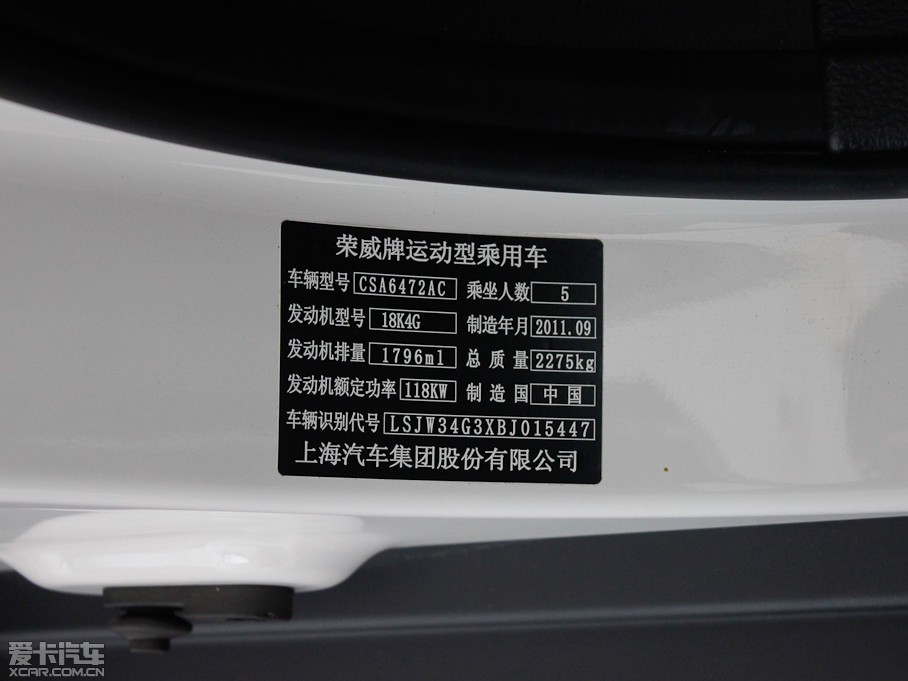 荣威牌运动型乘用车
车辆型号 CSA6472AC 乘坐人数 5
发动机型号 18K4G 制造年月 2011.09
发动机排量 1796ml 总质量 2275kg
发动机额定功率 118KW 制造国 中国
车辆识别代号 LSJW34G3XBJ015447
上海汽车集团股份有限公司
爱卡汽车
XCAR.COM.CN